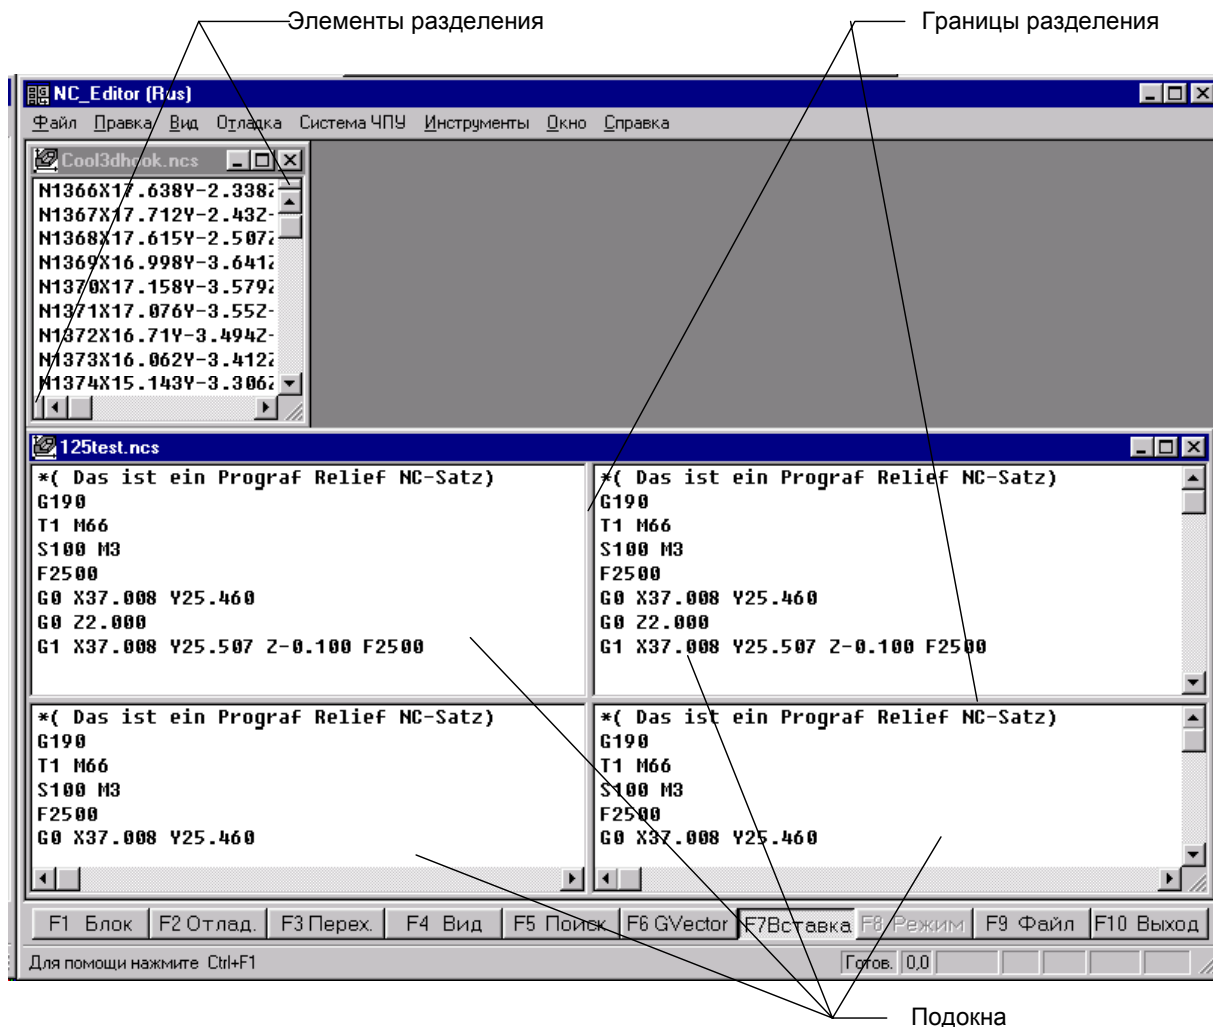 Элементы разделения
Границы разделения
NC_Editor (Rus)
Файл Правка Вид Отладка Система ЧПУ Инструменты Окно Справка
Cool3dhook.ncs
N1366X17.638Y-2.338Z
N1367X17.712Y-2.43Z-
N1368X17.615Y-2.507Z
N1369X16.998Y-3.641Z
N1370X17.158Y-3.579Z
N1371X17.076Y-3.55Z-
N1372X16.71Y-3.494Z-
N1373X16.062Y-3.412Z
N1374X15.143Y-3.306Z
125test.ncs
*( Das ist ein Prograf Relief NC-Satz)
G190
T1 M66
S100 M3
F2500
G0 X37.008 Y25.460
G0 Z2.000
G1 X37.008 Y25.507 Z-0.100 F2500
*( Das ist ein Prograf Relief NC-Satz)
G190
T1 M66
S100 M3
F2500
G0 X37.008 Y25.460
G0 Z2.000
G1 X37.008 Y25.507 Z-0.100 F2500
*( Das ist ein Prograf Relief NC-Satz)
G190
T1 M66
S100 M3
F2500
G0 X37.008 Y25.460
*( Das ist ein Prograf Relief NC-Satz)
G190
T1 M66
S100 M3
F2500
G0 X37.008 Y25.460
F1 Блок F2 Отлад. F3 Перех. F4 Вид F5 Поиск F6 GVector F7Вставка F8 Режим F9 Файл F10 Выход
Для помощи нажмите Ctrl+F1 Готов. 0,0
Подокна